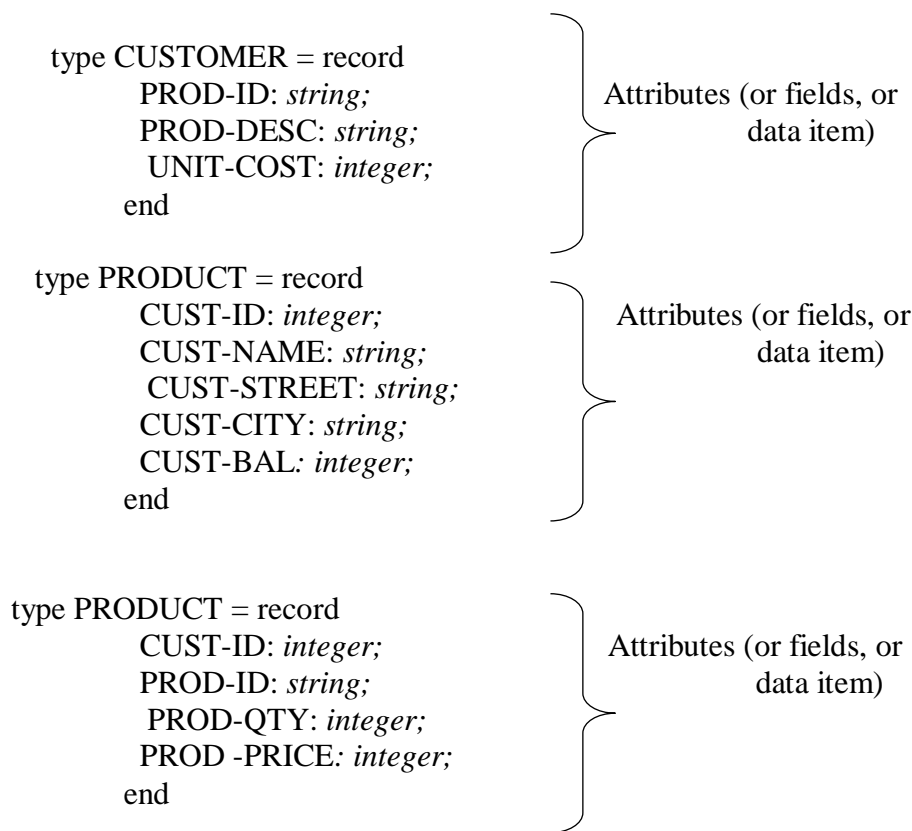 type CUSTOMER = record
PROD-ID: string;
PROD-DESC: string;
UNIT-COST: integer;
end
Attributes (or fields, or
data item)
type PRODUCT = record
CUST-ID: integer;
CUST-NAME: string;
CUST-STREET: string;
CUST-CITY: string;
CUST-BAL: integer;
end
Attributes (or fields, or
data item)
type PRODUCT = record
CUST-ID: integer;
PROD-ID: string;
PROD-QTY: integer;
PROD -PRICE: integer;
end
Attributes (or fields, or
data item)